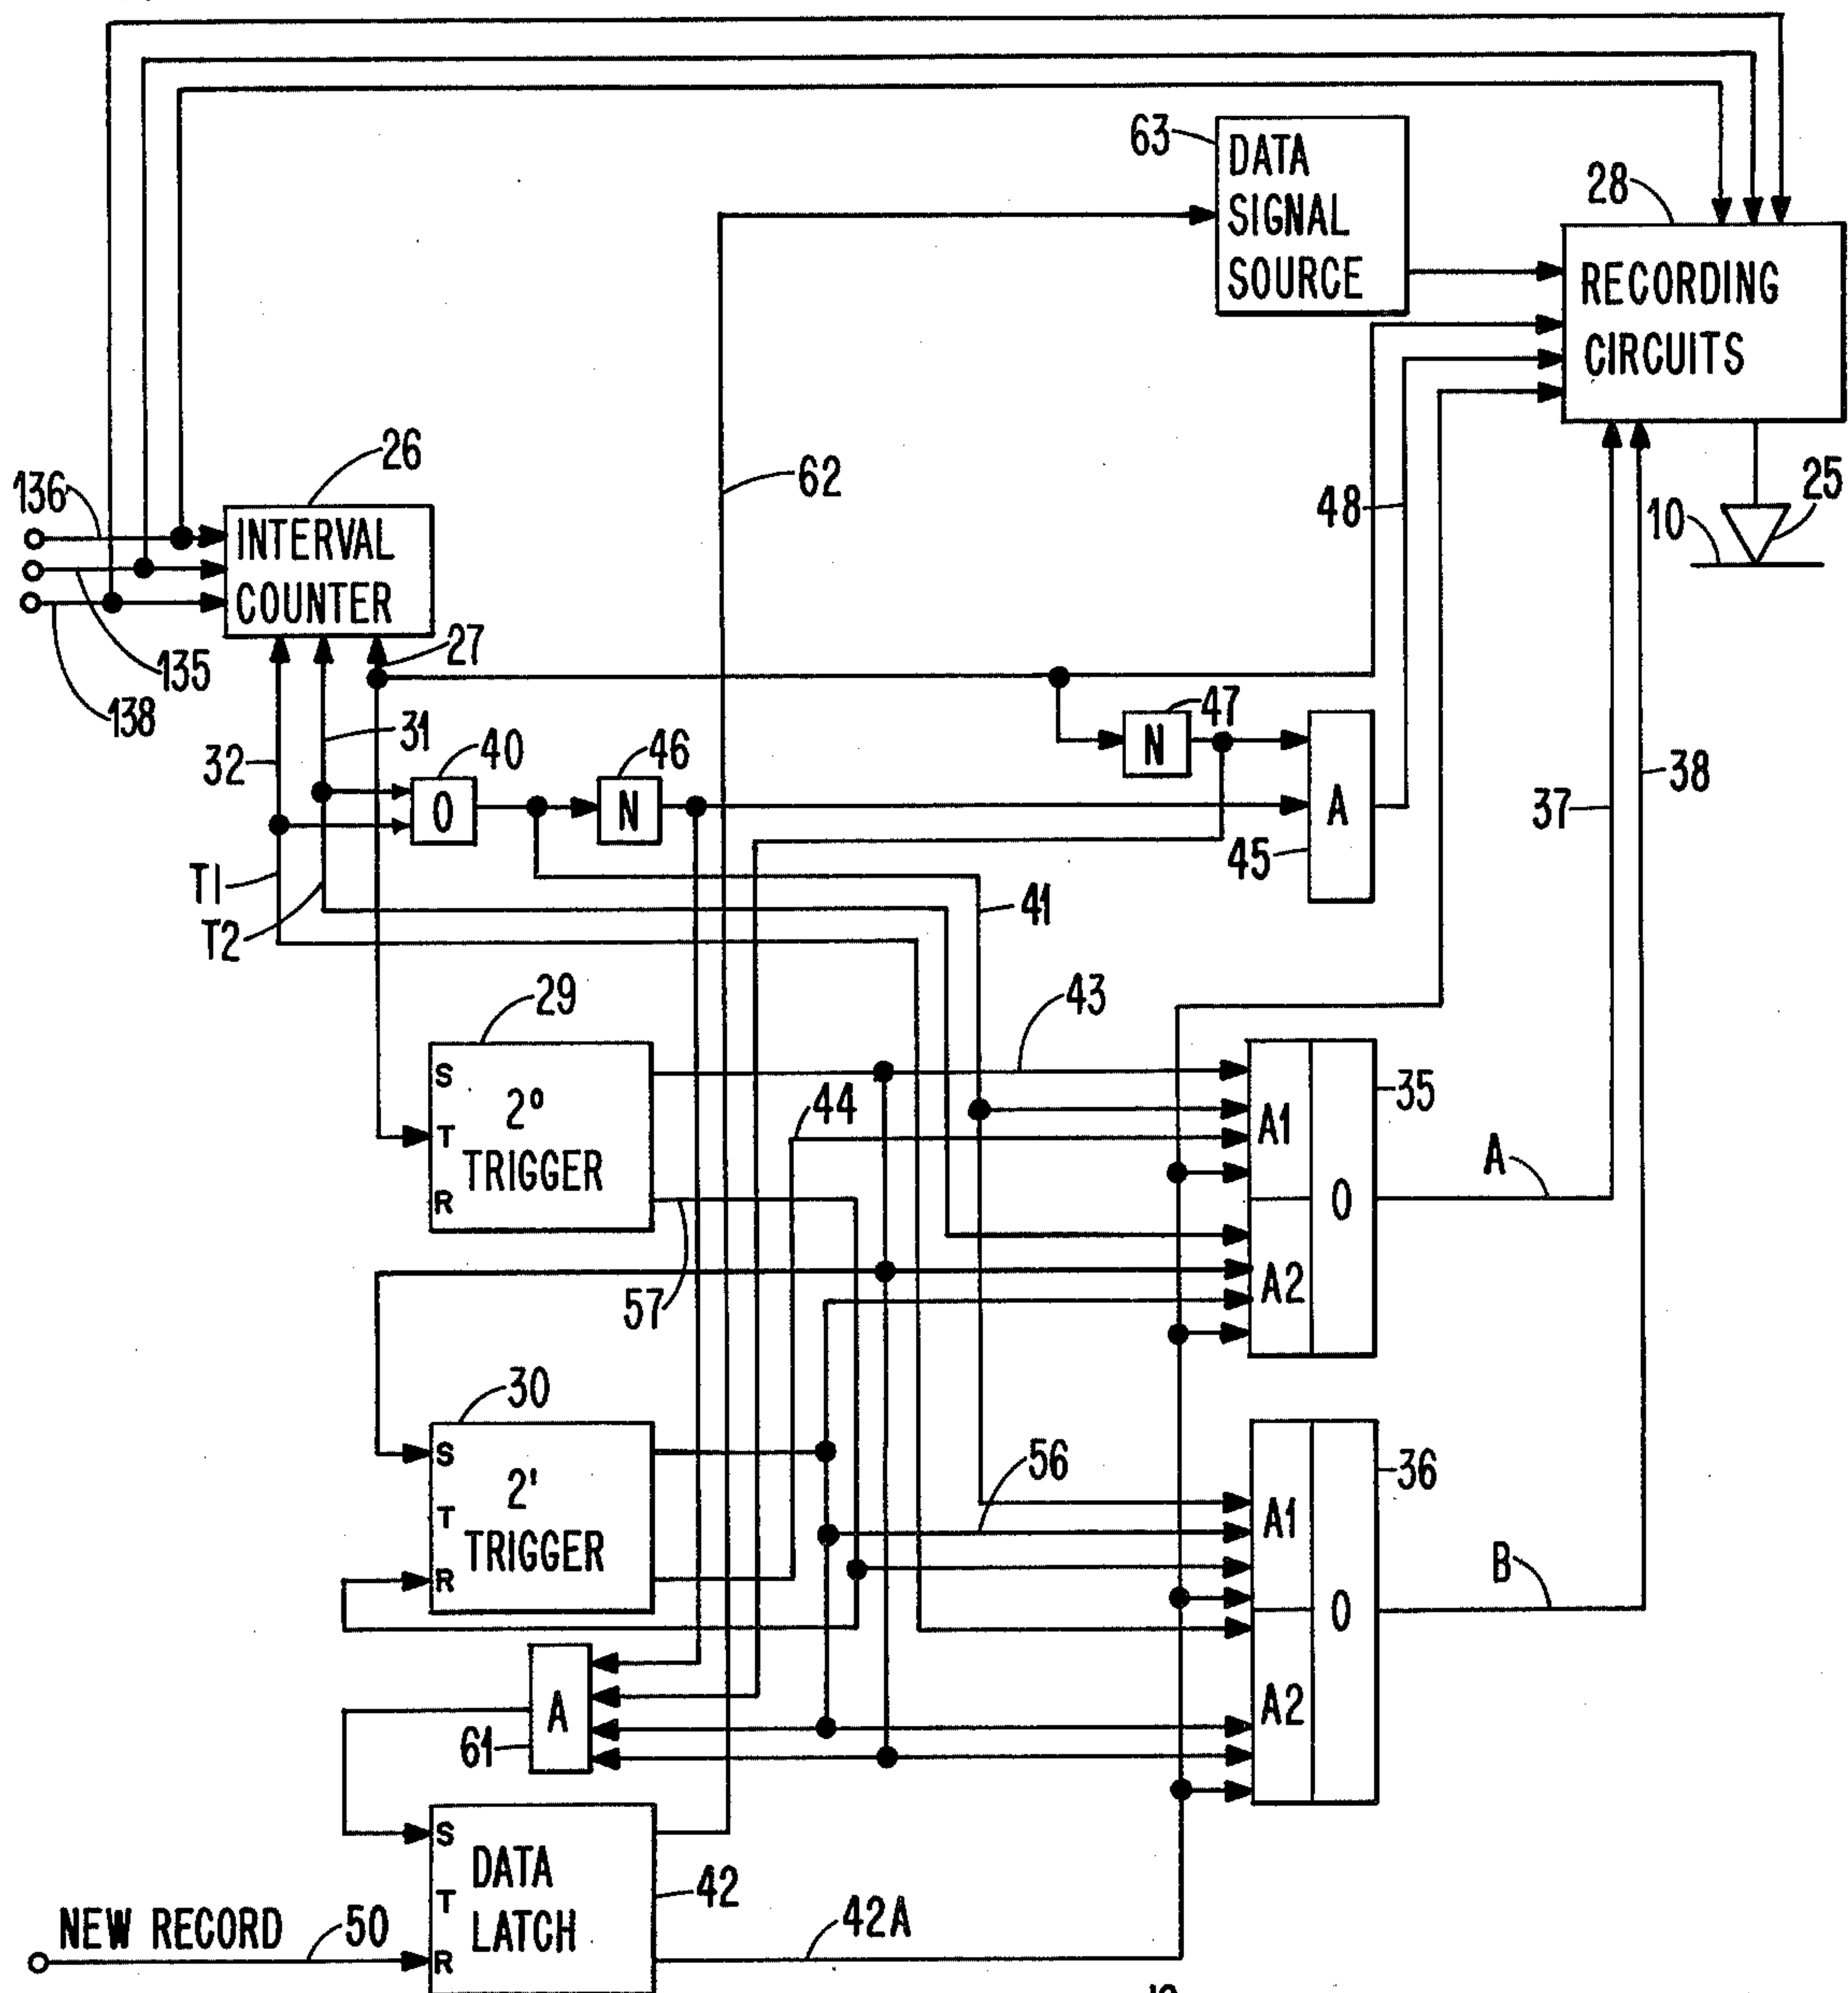 63
DATA
SIGNAL
SOURCE
28
RECORDING
CIRCUITS
26
136
INTERVAL
COUNTER
62
48
10
25
135
138
27
47
N
31
32
40
O
46
N
A
45
37
38
T1
T2
41
29
43
S
T
R
2º
TRIGGER
44
A1
A2
O
35
A
57
30
S
T
R
2'
TRIGGER
56
A1
A2
O
36
B
A
61
S
T
R
DATA
LATCH
42
NEW RECORD
50
42A